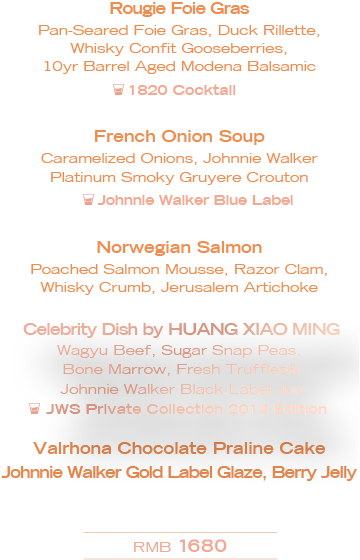 Rougie Foie Gras
Pan-Seared Foie Gras, Duck Rillette,
Whisky Confit Gooseberries,
10yr Barrel Aged Modena Balsamic
1820 Cocktail
French Onion Soup
Caramelized Onions, Johnnie Walker
Platinum Smoky Gruyere Crouton
Johnnie Walker Blue Label
Norwegian Salmon
Poached Salmon Mousse, Razor Clam,
Whisky Crumb, Jerusalem Artichoke
Celebrity Dish by HUANG XIAO MING
Wagyu Beef, Sugar Snap Peas,
Bone Marrow, Fresh Truffles
Johnnie Walker Black Label
JWS Private Collection Edition
Valrhona Chocolate Praline Cake
Johnnie Walker Gold Label Glaze, Berry Jelly
RMB 1680